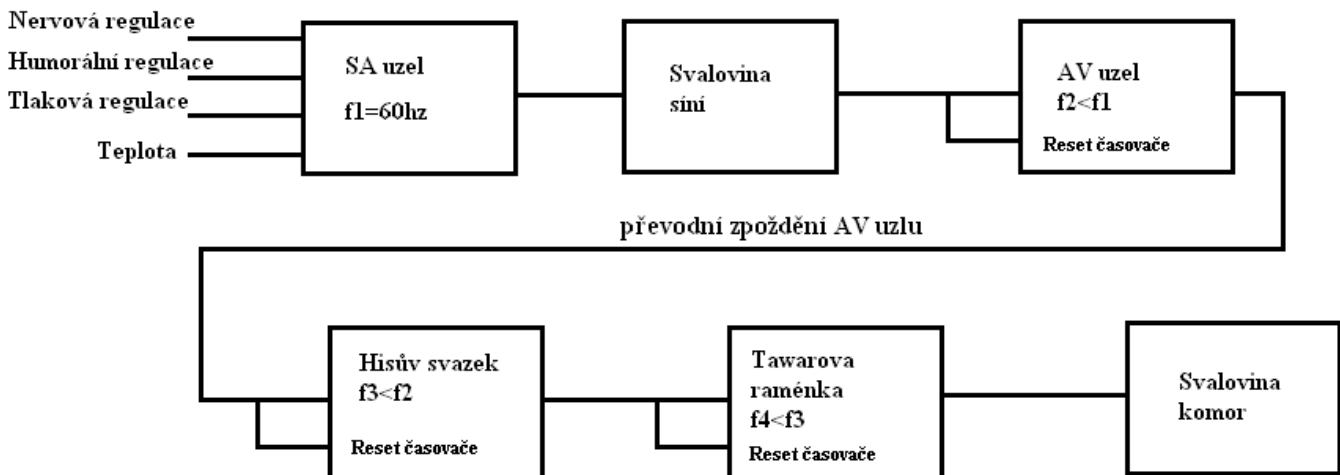 Nervová regulace
Humorální regulace
Tlaková regulace
Teplota
SA uzel
f1=60hz
Svalovina
síní
AV uzel
f2<f1
Reset časovače
převodní zpoždění AV uzlu
Hisův svazek
f3<f2
Reset časovače
Tawarova
raménka
f4<f3
Reset časovače
Svalovina
komor